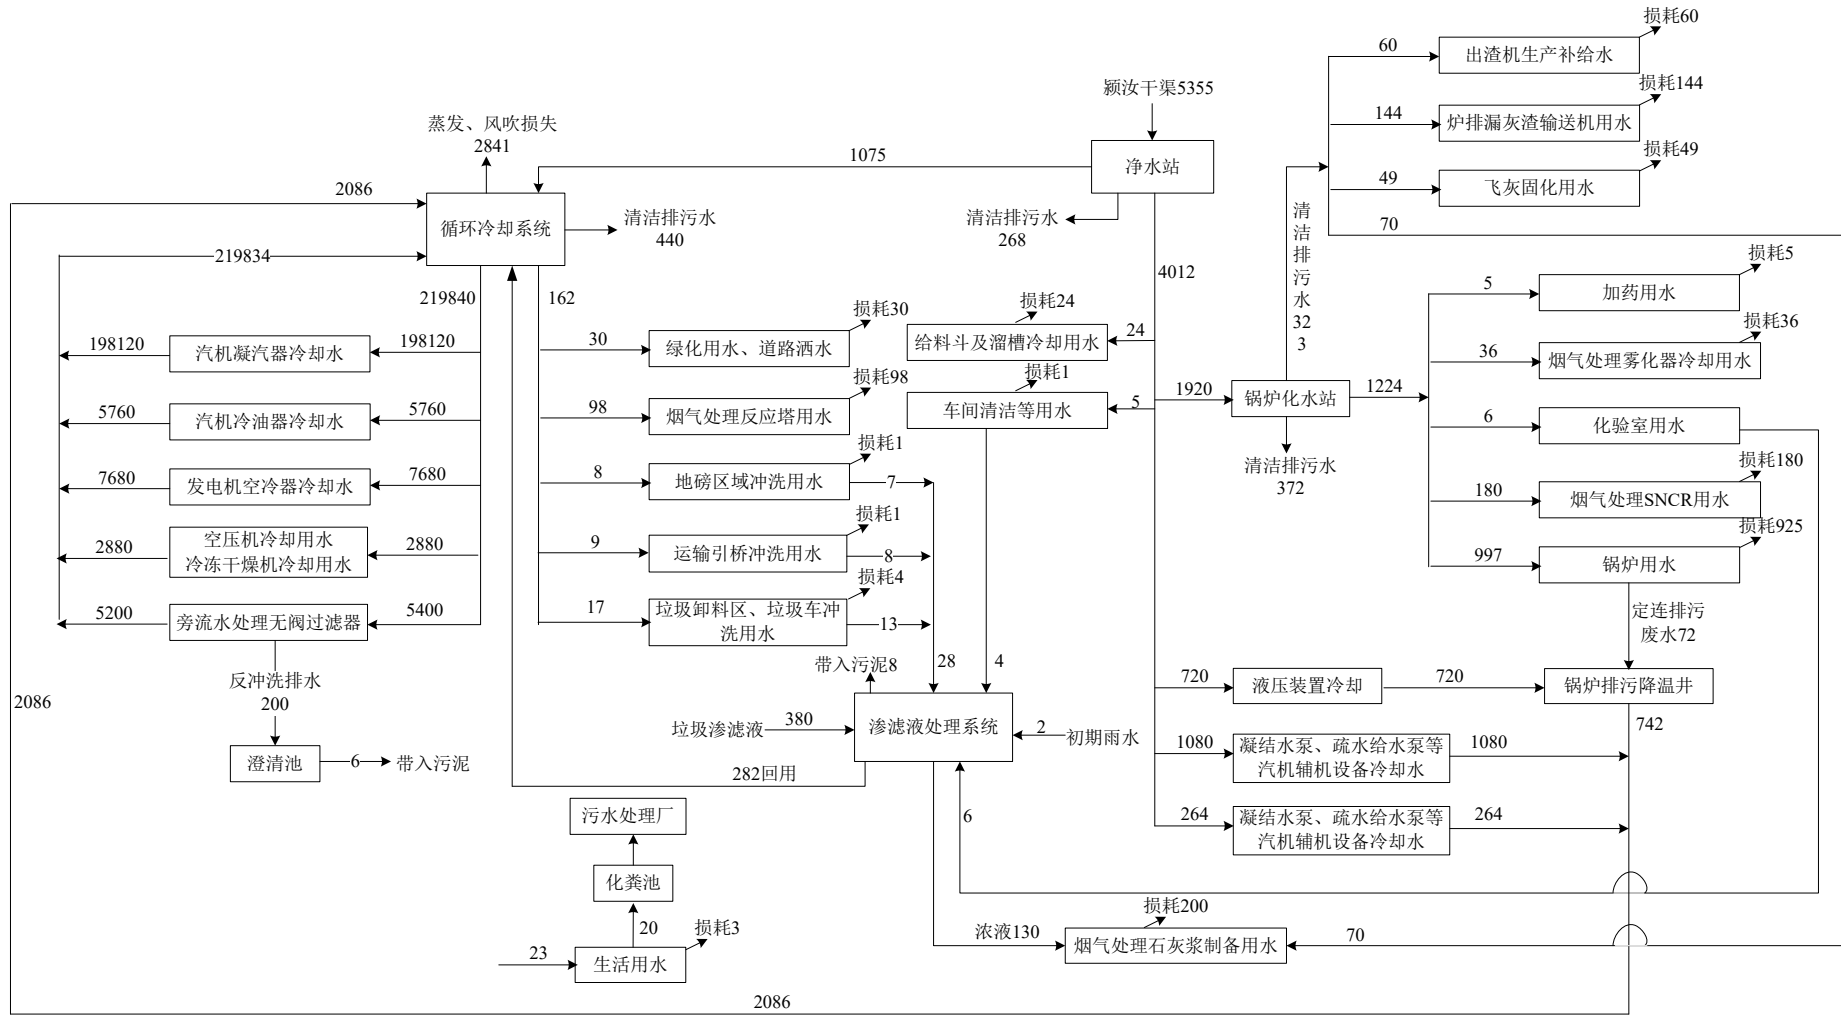 损耗60
60
出渣机生产补给水
颍汝干渠5355
损耗144
144
炉排漏灰渣输送机用水
蒸发、风吹损失
2841
1075
净水站
损耗49
49
飞灰固化用水
2086
循环冷却系统
清洁排污水
440
清洁排污水
268
清
洁
排
污
水
32
3
70
219834
4012
损耗5
5
加药用水
219840
162
损耗30
30
绿化用水、道路洒水
损耗24
24
给料斗及溜槽冷却用水
损耗36
36
烟气处理雾化器冷却用水
198120
汽机凝汽器冷却水
198120
损耗98
98
烟气处理反应塔用水
损耗1
5
车间清洁等用水
1920
锅炉化水站
1224
5760
汽机冷油器冷却水
5760
6
化验室用水
损耗1
8
地磅区域冲洗用水
7
清洁排污水
372
损耗180
180
烟气处理SNCR用水
7680
发电机空冷器冷却水
7680
损耗1
9
运输引桥冲洗用水
8
损耗925
997
锅炉用水
2880
空压机冷却用水
冷冻干燥机冷却用水
2880
损耗4
17
垃圾卸料区、垃圾车冲
洗用水
13
定连排污
废水72
5200
旁流水处理无阀过滤器
5400
反冲洗排水
200
带入污泥8
28
4
720
液压装置冷却
720
锅炉排污降温井
2086
742
垃圾渗滤液
380
渗滤液处理系统
2
初期雨水
1080
凝结水泵、疏水给水泵等
汽机辅机设备冷却水
1080
澄清池
6
带入污泥
282回用
6
264
凝结水泵、疏水给水泵等
汽机辅机设备冷却水
264
污水处理厂
化粪池
20
损耗3
23
生活用水
损耗200
浓液130
烟气处理石灰浆制备用水
70
2086